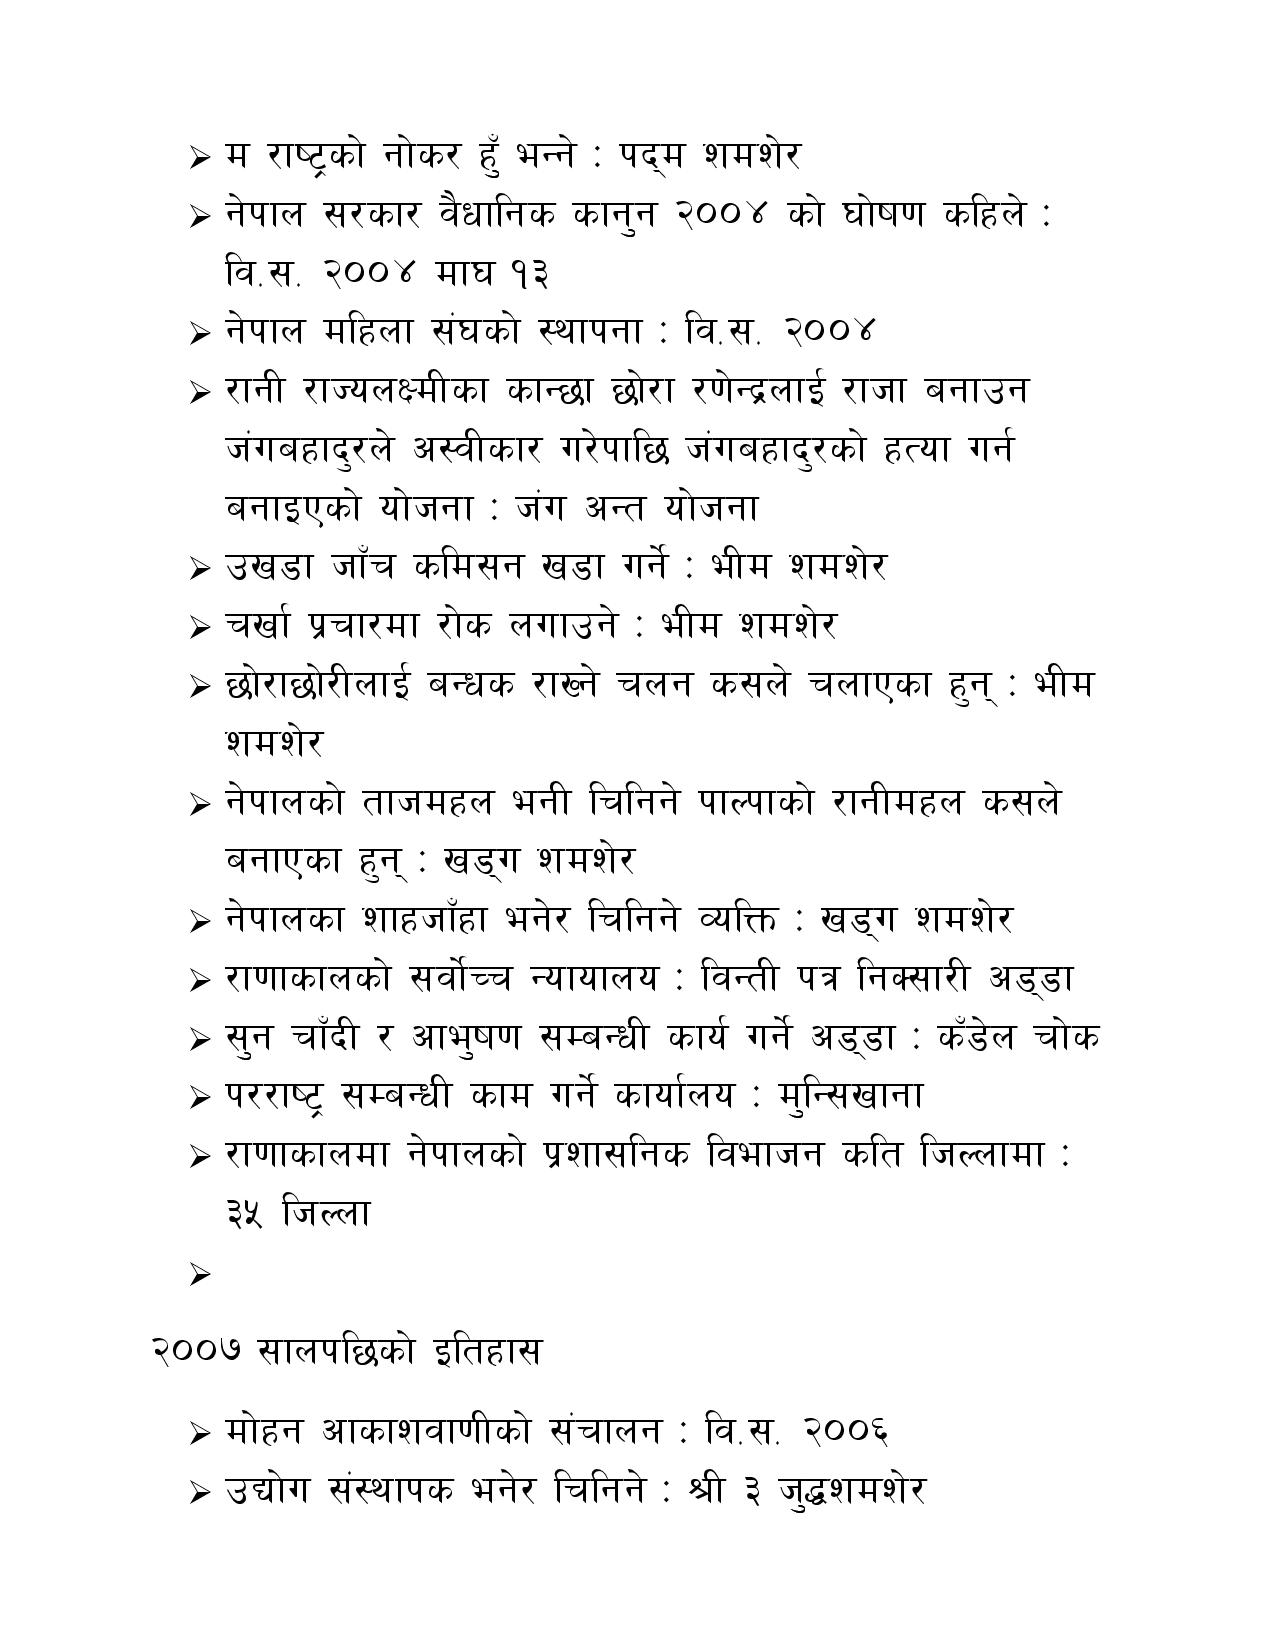 ➢ म राष्ट्रको नोकर हुँ भन्ने : पद्‌म शमशेर
➢ नेपाल सरकार वैधानिक कानुन २००४ को घोषण कहिले :
वि.स. २००४ माघ १३
➢ नेपाल महिला संघको स्थापना : वि.स. २००४
➢ रानी राज्यलक्ष्मीका कान्छा छोरा रणेन्द्रलाई राजा बनाउन
जंगबहादुरले अस्वीकार गरेपाछि जंगबहादुरको हत्या गर्न
बनाइएको योजना : जंग अन्त योजना
➢ उखडा जाँच कमिसन खडा गर्ने : भीम शमशेर
➢ चर्खा प्रचारमा रोक लगाउने : भीम शमशेर
➢ छोराछोरीलाई बन्धक राख्ने चलन कसले चलाएका हुन् : भीम
शमशेर
➢ नेपालको ताजमहल भनी चिनिने पाल्पाको रानीमहल कसले
बनाएका हुन् : खड्‌ग शमशेर
➢ नेपालका शाहजाँहा भनेर चिनिने व्यक्ति : खड्‌ग शमशेर
➢ राणाकालको सर्वोच्च न्यायालय : विन्ती पत्र निक्सारी अड्‌डा
➢ सुन चाँदी र आभुषण सम्बन्धी कार्य गर्ने अड्‌डा : कँडेल चोक
➢ परराष्ट्र सम्बन्धी काम गर्ने कार्यालय : मुन्सिखाना
➢ राणाकालमा नेपालको प्रशासनिक विभाजन कति जिल्लामा :
३५ जिल्ला
➢
२००७ सालपछिको इतिहास
➢ मोहन आकाशवाणीको संचालन : वि.स. २००६
➢ उद्योग संस्थापक भनेर चिनिने : श्री ३ जुद्धशमशेर